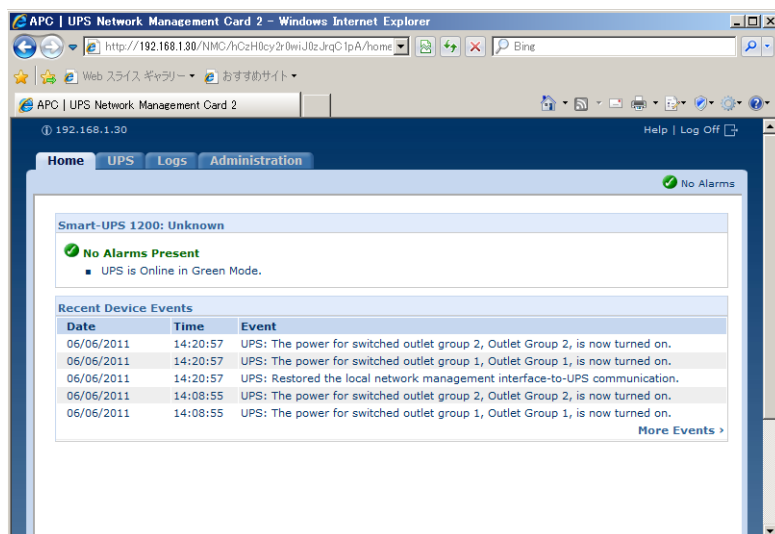 APC | UPS Network Management Card 2 - Windows Internet Explorer
http://192.168.1.30/NMC/hCzH0cy2r0wiJ0zJrqC1pA/home
Bing
Web スライス ギャラリー
おすすめサイト
APC | UPS Network Management Card 2
192.168.1.30
Help | Log Off
Home UPS Logs Administration
No Alarms
Smart-UPS 1200: Unknown
No Alarms Present
UPS is Online in Green Mode.
Recent Device Events
Date Time Event
06/06/2011 14:20:57 UPS: The power for switched outlet group 2, Outlet Group 2, is now turned on.
06/06/2011 14:20:57 UPS: The power for switched outlet group 1, Outlet Group 1, is now turned on.
06/06/2011 14:20:57 UPS: Restored the local network management interface-to-UPS communication.
06/06/2011 14:08:55 UPS: The power for switched outlet group 2, Outlet Group 2, is now turned on.
06/06/2011 14:08:55 UPS: The power for switched outlet group 1, Outlet Group 1, is now turned on.
More Events ›